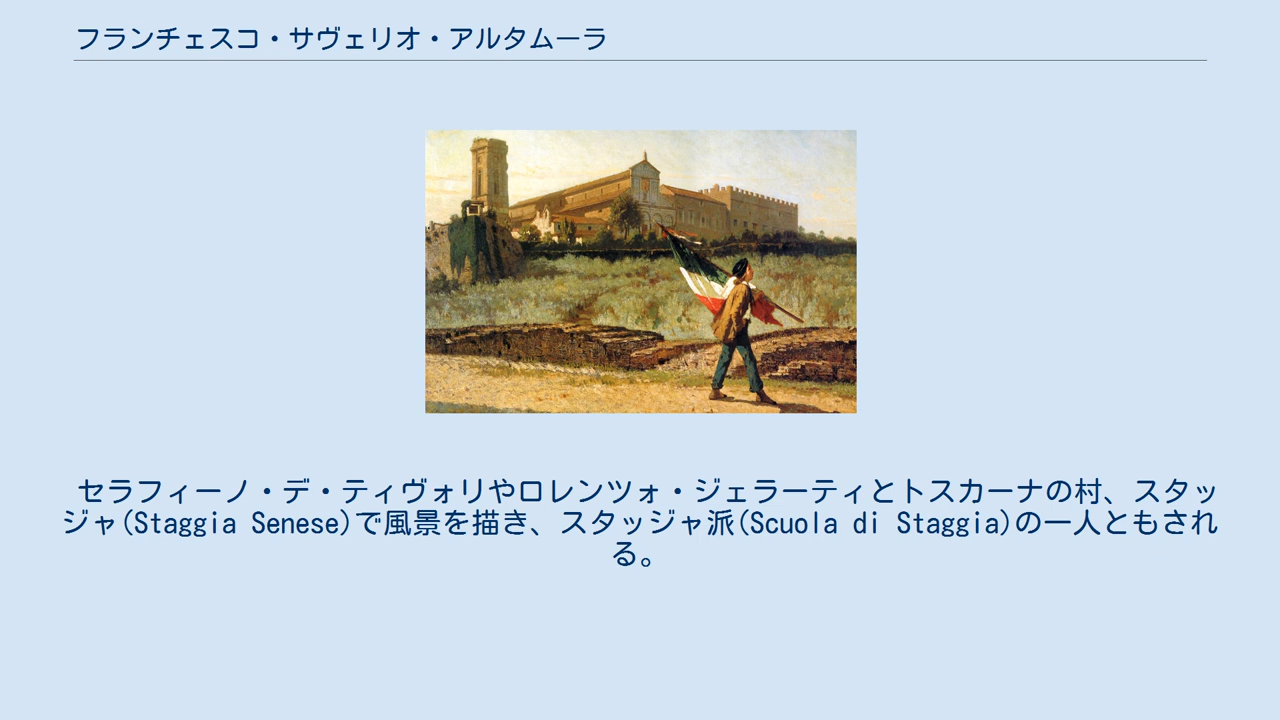 フランチェスコ・サヴェリオ・アルタムーラ
セラフィーノ・デ・ティヴォリやロレンツォ・ジェラーティとトスカーナの村、スタッ
ジャ(Staggia Senese)で風景を描き、スタッジャ派(Scuola di Staggia)の一人ともされ
る。